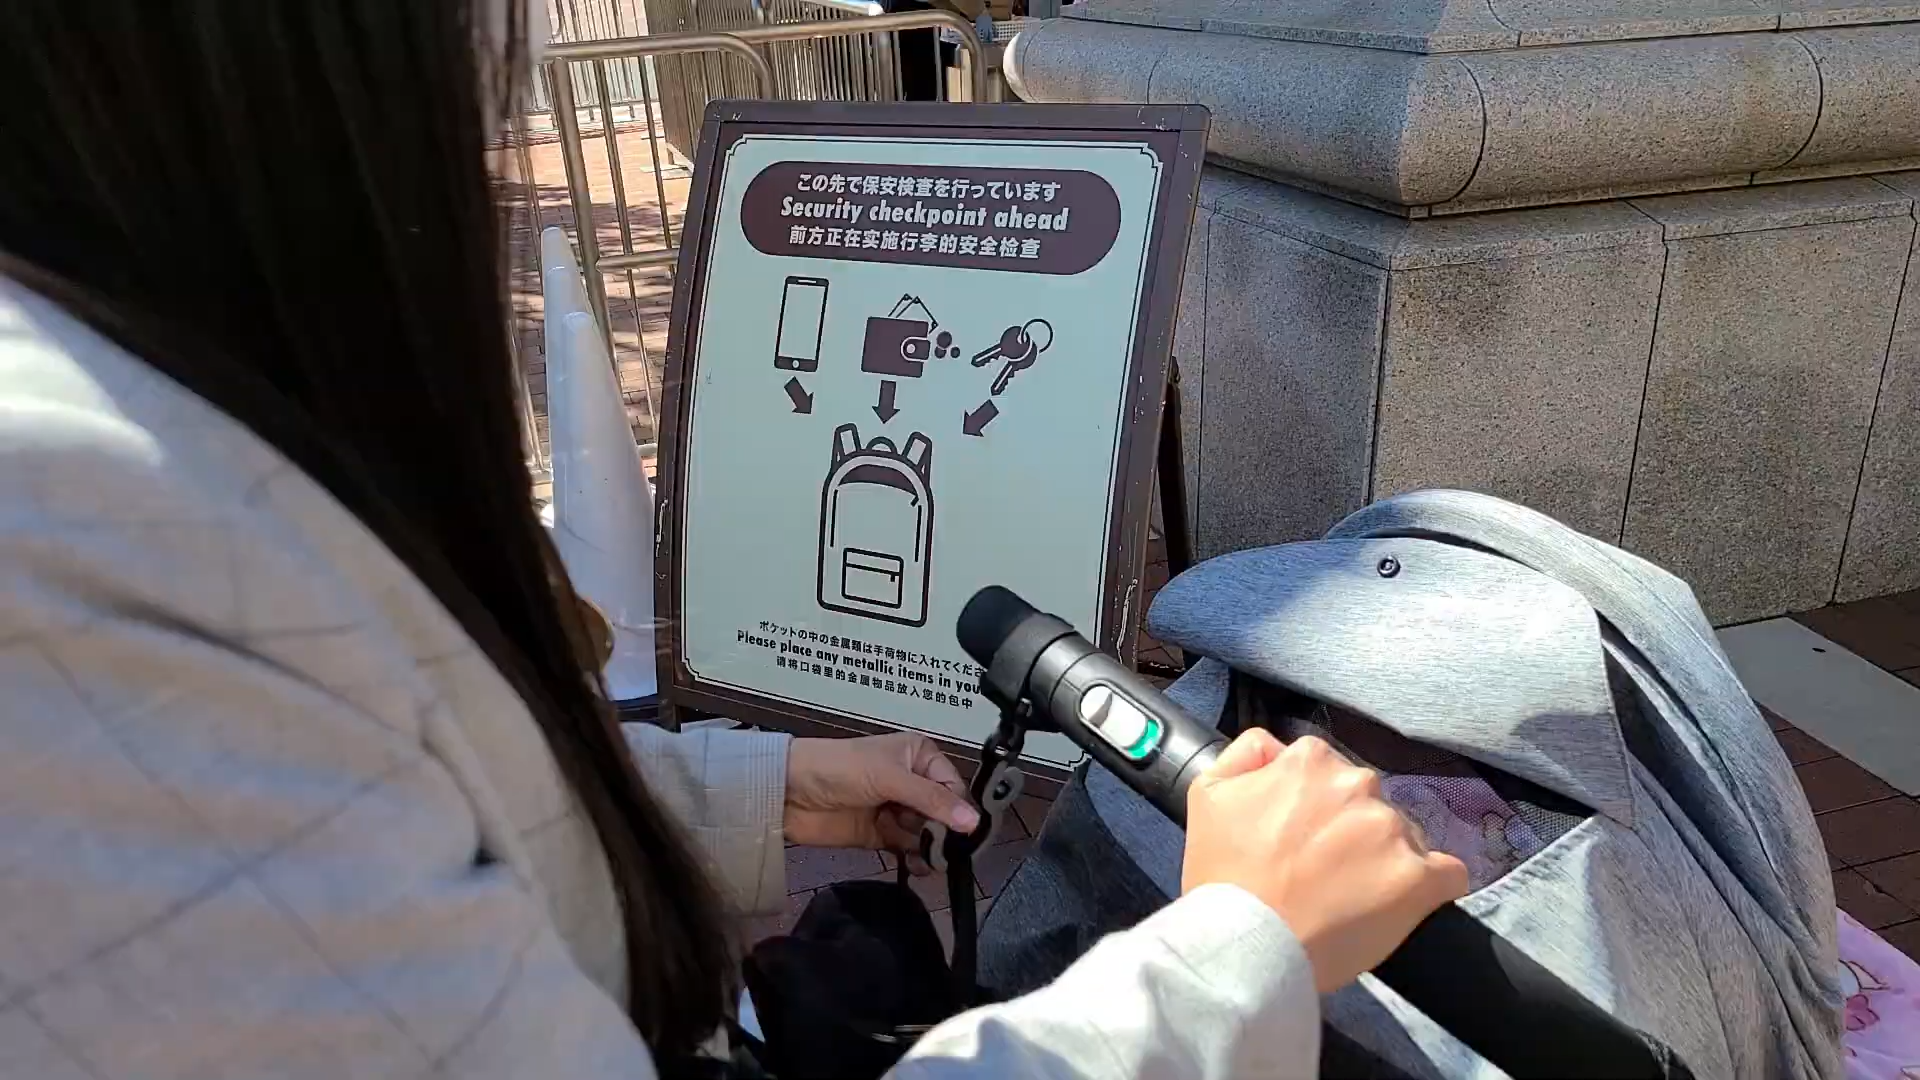 この先で保安検査を行っています
Security checkpoint ahead
前方正在实施行李的安全检查
ポケットの中の金属類は手荷物に入れてくださ
Please place any metallic items in you
请将口袋里的金属物品放入您的包中